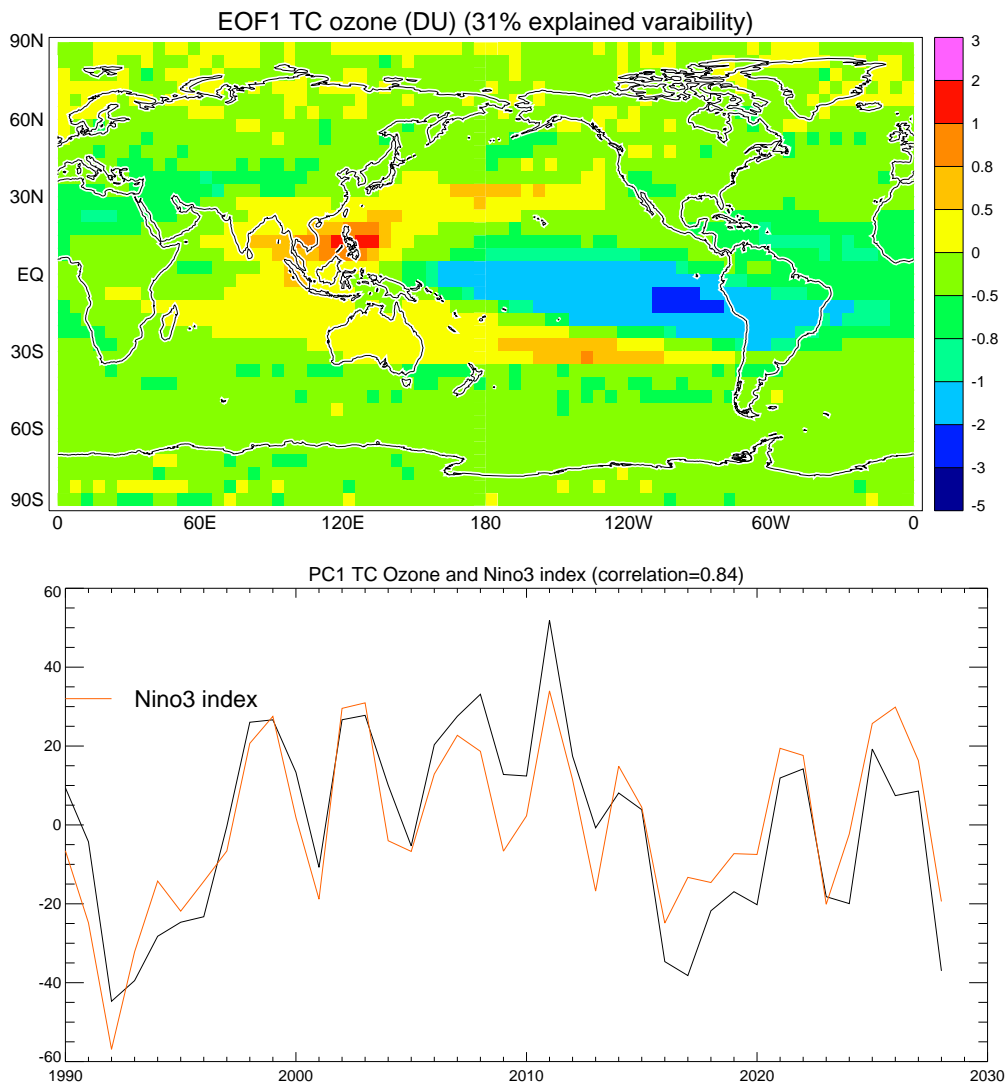 EOF1 TC ozone (DU) (31% explained varaibility)
90N
60N
30N
EQ
30S
60S
90S
0 60E 120E 180 120W 60W 0
3
2
1
0.8
0.5
0
-0.5
-0.8
-1
-2
-3
-5
PC1 TC Ozone and Nino3 index (correlation=0.84)
60
40
20
0
-20
-40
-60
Nino3 index
1990 2000 2010 2020 2030